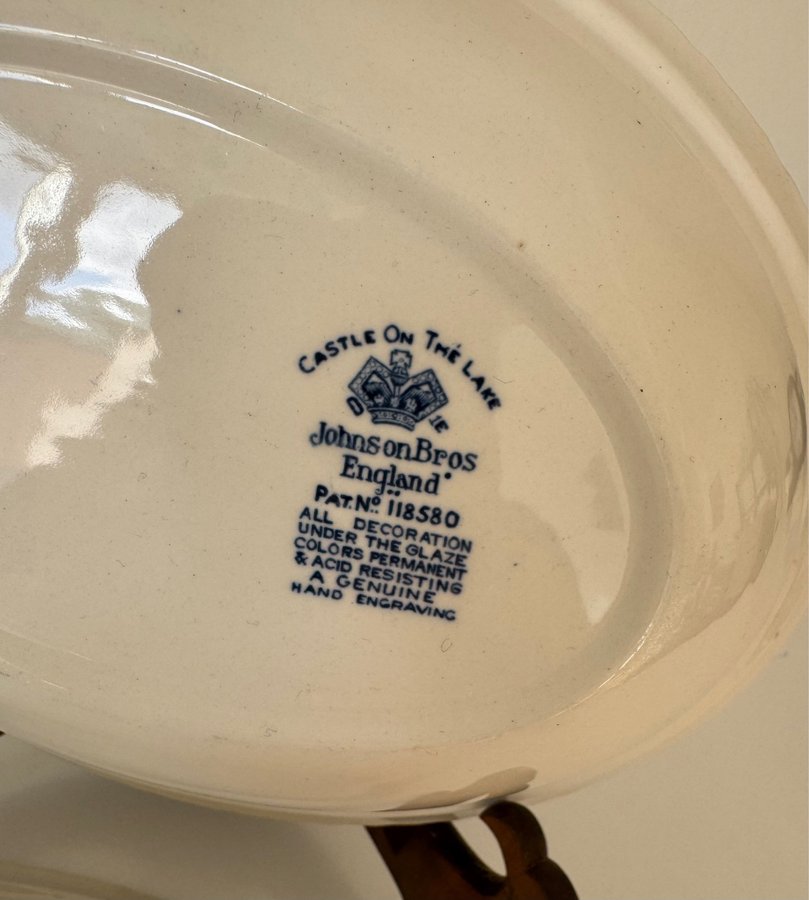 CASTLE ON THE LAKE
D IE
Johnson Bros
England
PAT. No. 118580
ALL DECORATION
UNDER THE GLAZE
COLORS PERMANENT
& ACID RESISTING
A GENUINE
HAND ENGRAVING